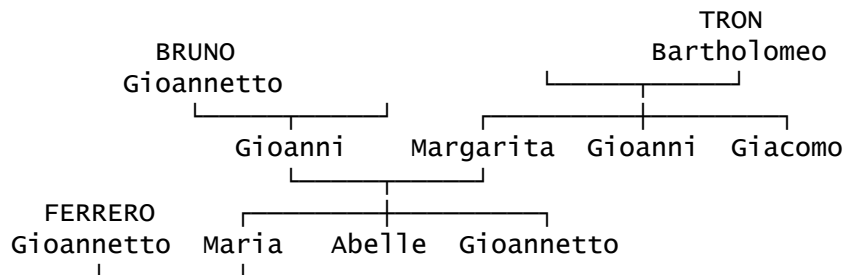 TRON
BRUNO Bartholomeo
Gioannetto
Gioanni Margarita Gioanni Giacomo
FERRERO
Gioannetto Maria Abelle Gioannetto